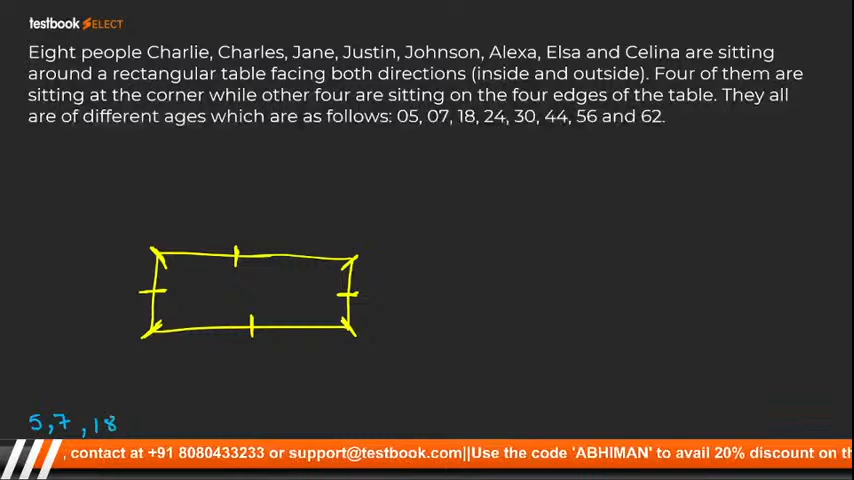 testbook SELECT
Eight people Charlie, Charles, Jane, Justin, Johnson, Alexa, Elsa and Celina are sitting
around a rectangular table facing both directions (inside and outside). Four of them are
sitting at the corner while other four are sitting on the four edges of the table. They all
are of different ages which are as follows: 05, 07, 18, 24, 30, 44, 56 and 62.
5,7,18
, contact at +91 8080433233 or support@testbook.com||Use the code 'ABHIMAN' to avail 20% discount on th